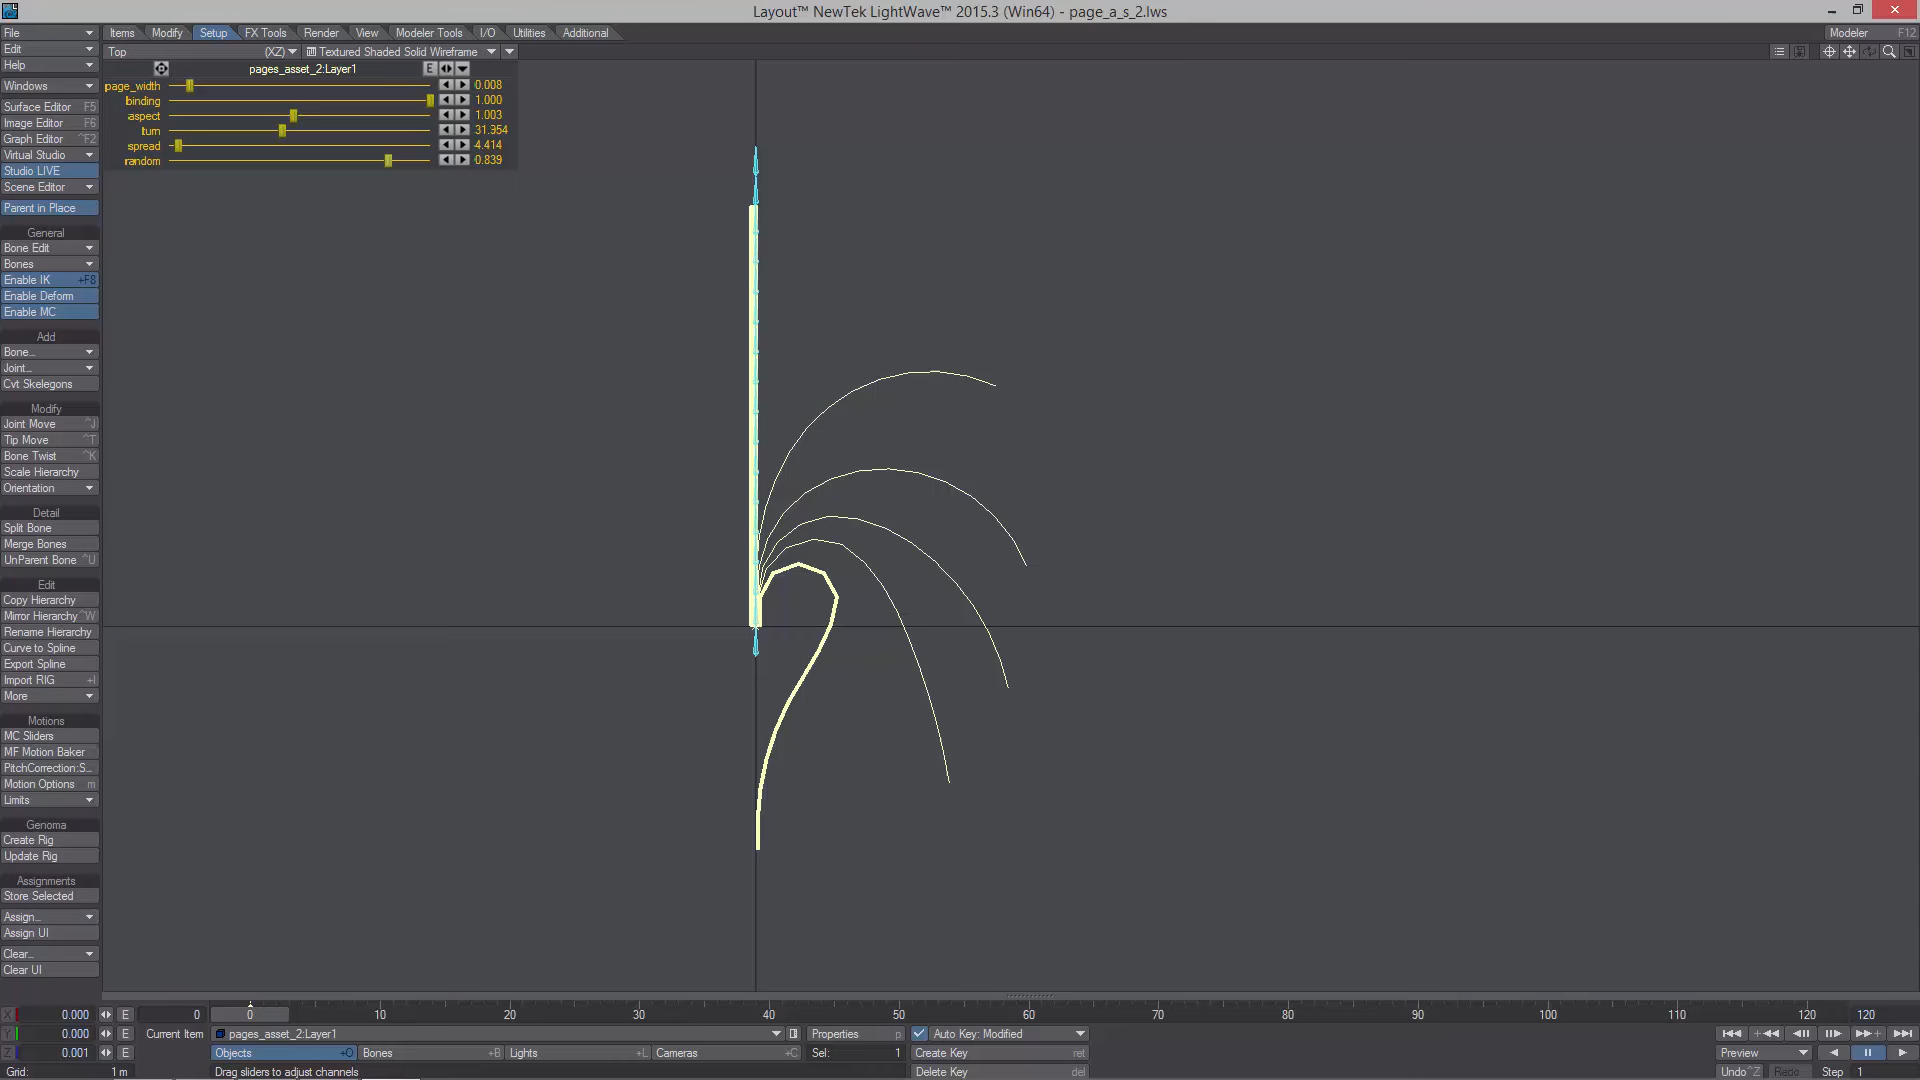 Layout™ NewTek LightWave™ 2015.3 (Win64) - page_a_s_2.lws
File Items Modify Setup FX Tools Render View Modeler Tools I/O Utilities Additional Modeler F12
Edit Top (XZ) Textured Shaded Solid Wireframe
Help pages_asset_2:Layer1 E
Windows page_width 0.008
binding 1.000
Surface Editor F5 aspect 1.003
Image Editor F6 turn 31.954
Graph Editor ^F2 spread 4.414
Virtual Studio random 0.839
Studio LIVE
Scene Editor
Parent in Place
General
Bone Edit
Bones
Enable IK +F8
Enable Deform
Enable MC
Add
Bone...
Joint...
Cvt Skelegons
Modify
Joint Move ^J
Tip Move ^T
Bone Twist ^K
Scale Hierarchy
Orientation
Detail
Split Bone
Merge Bones
UnParent Bone ^U
Edit
Copy Hierarchy
Mirror Hierarchy ^W
Rename Hierarchy
Curve to Spline
Export Spline
Import RIG +I
More
Motions
MC Sliders
MF Motion Baker
PitchCorrection:S...
Motion Options m
Limits
Genoma
Create Rig
Update Rig
Assignments
Store Selected
Assign...
Assign UI
Clear...
Clear UI
X 0.000 E 0 0 10 20 30 40 50 60 70 80 90 100 110 120 120
Y 0.000 E Current Item pages_asset_2:Layer1 Properties p Auto Key: Modified
Z 0.001 E Objects +O Bones +B Lights +L Cameras +C Sel: 1 Create Key ret Preview
Grid: 1 m Drag sliders to adjust channels Delete Key del Undo ^Z Redo Step 1